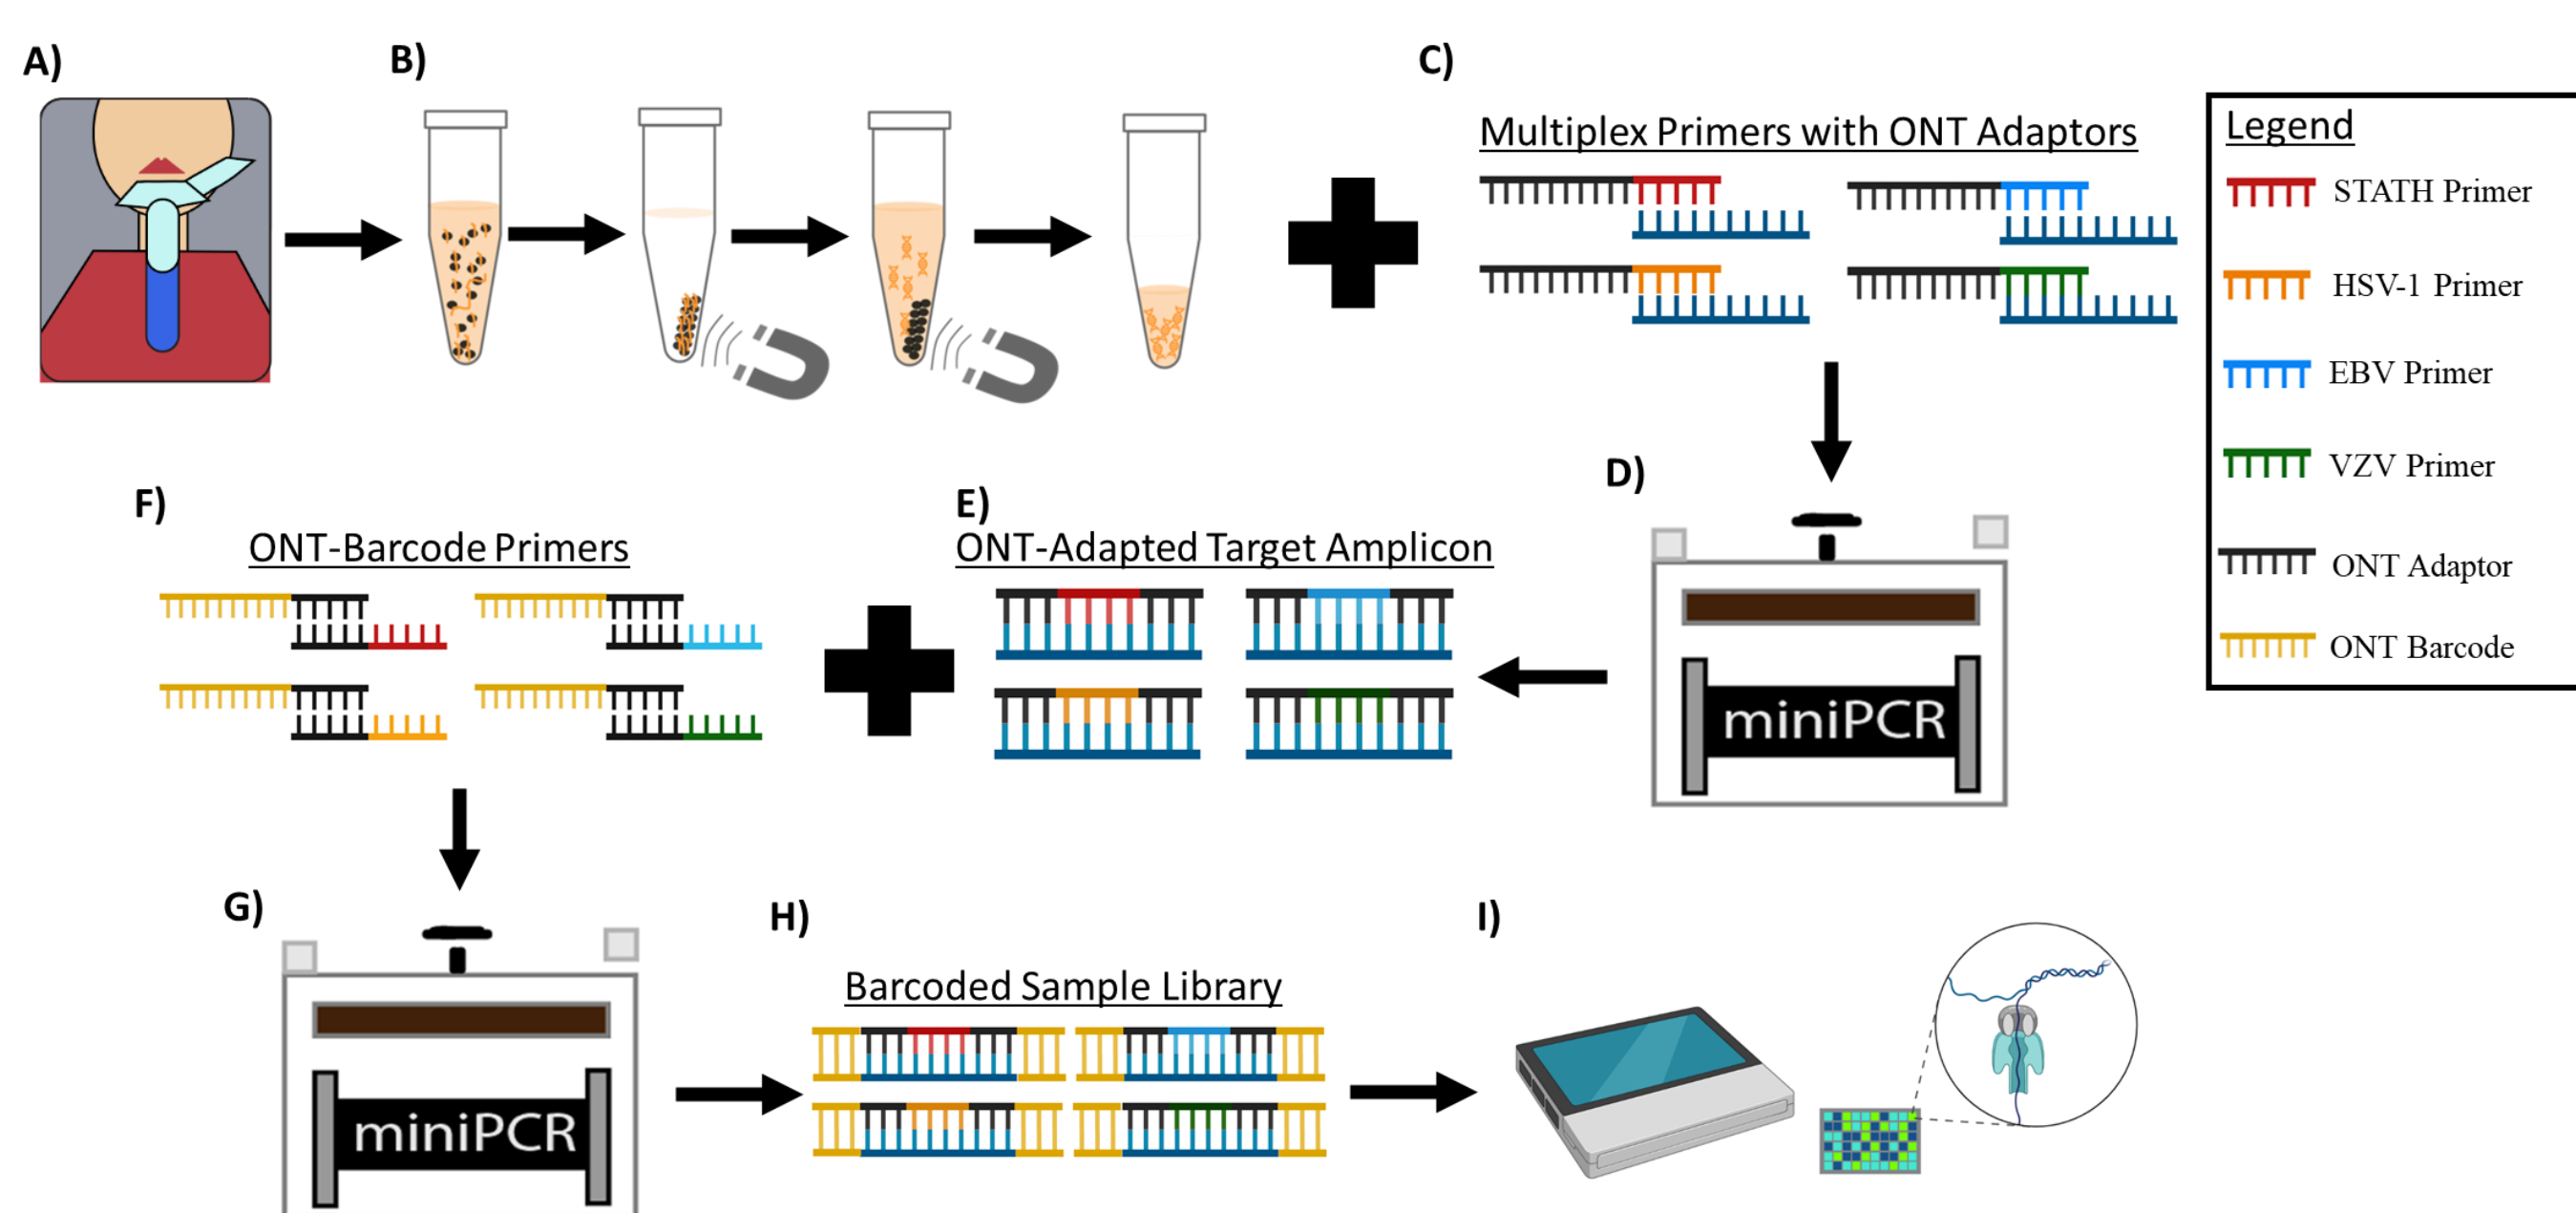 A)
B)
C)
Multiplex Primers with ONT Adaptors
Legend
STATH Primer
HSV-1 Primer
EBV Primer
VZV Primer
ONT Adaptor
ONT Barcode
D)
miniPCR
E)
ONT-Adapted Target Amplicon
F)
ONT-Barcode Primers
G)
miniPCR
H)
Barcoded Sample Library
I)